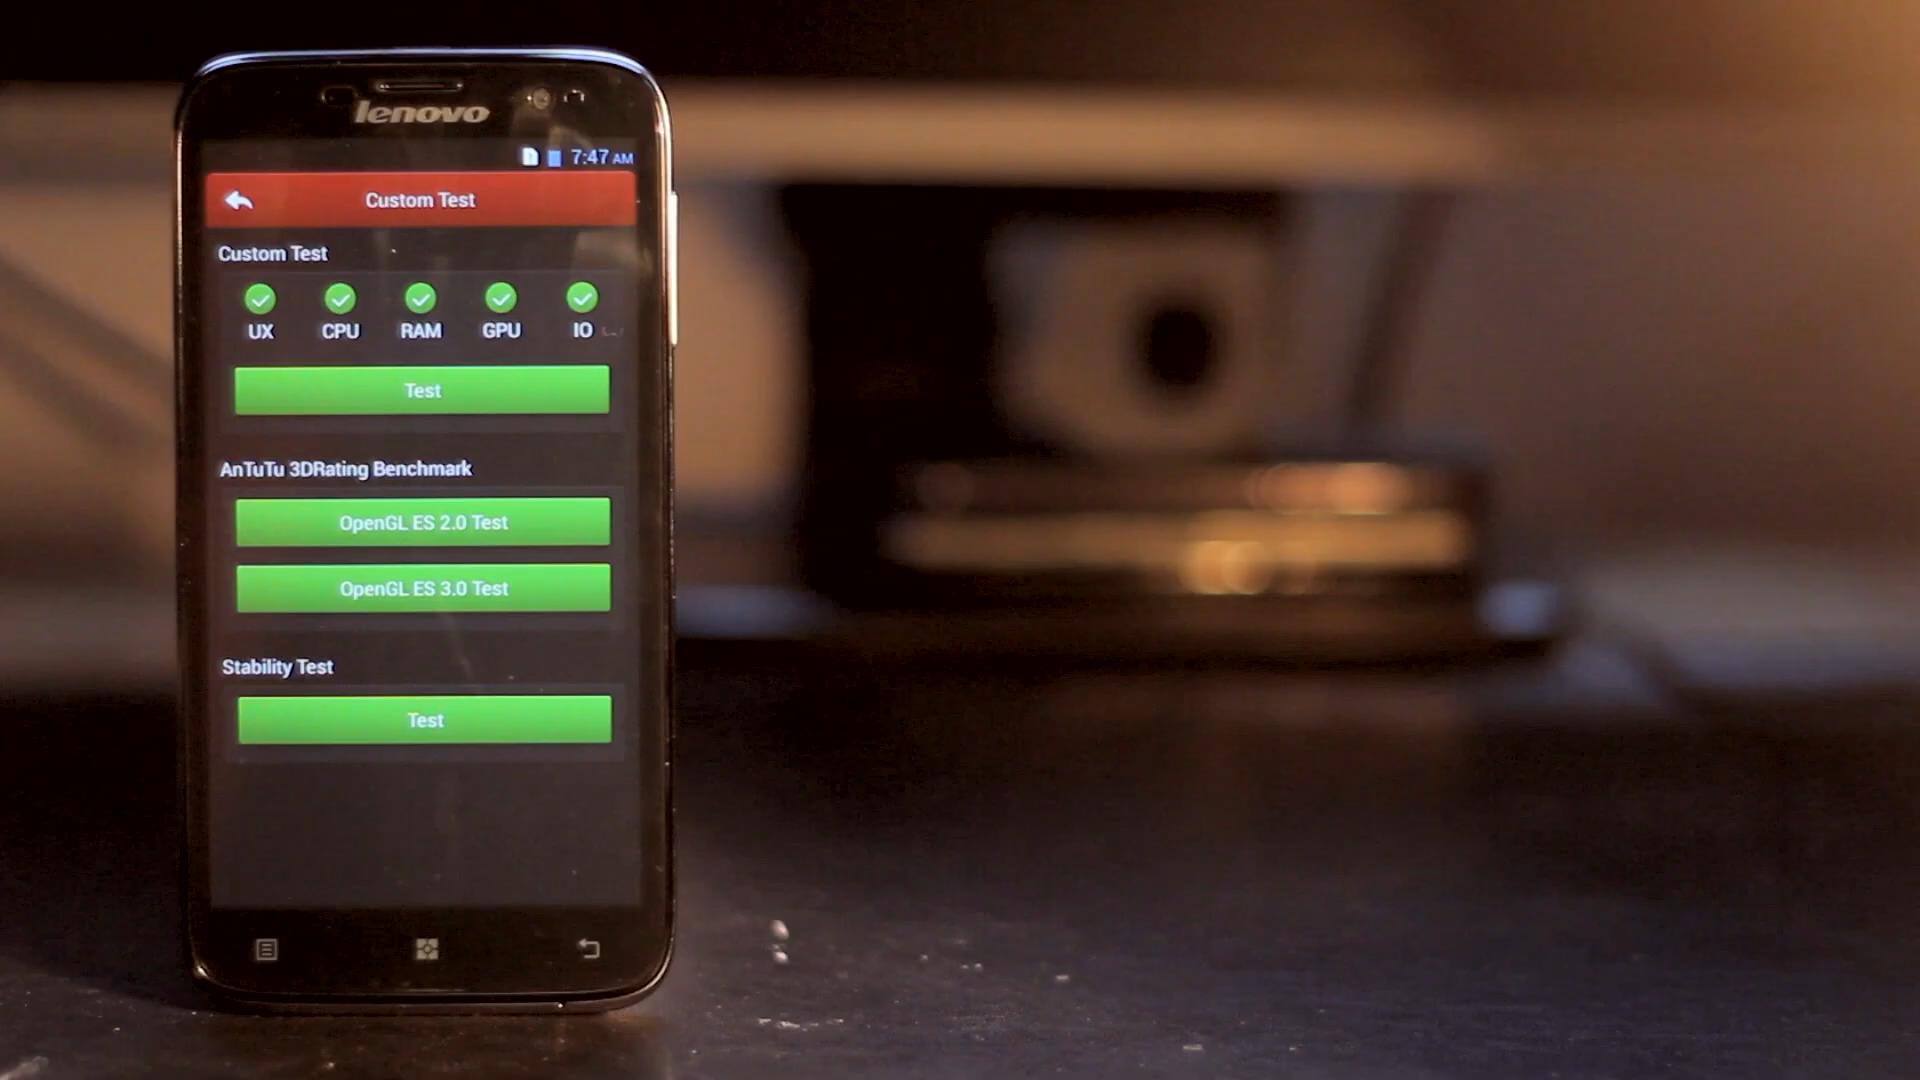 lenovo
7:47 AM
Custom Test
Custom Test
UX CPU RAM GPU IO
Test
AnTuTu 3DRating Benchmark
OpenGL ES 2.0 Test
OpenGL ES 3.0 Test
Stability Test
Test